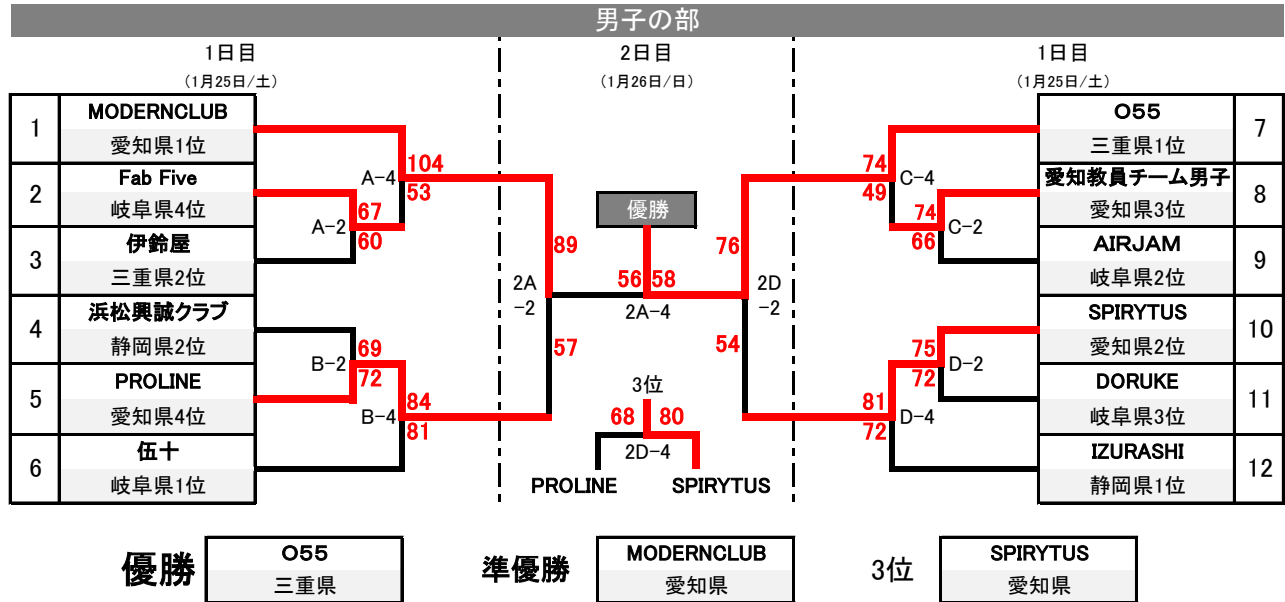 男子の部
1日目
(1月25日/土)
2日目
(1月26日/日)
1日目
(1月25日/土)
1
MODERNCLUB
愛知県1位
2
Fab Five
岐阜県4位
3
伊鈴屋
三重県2位
4
浜松興誠クラブ
静岡県2位
5
PROLINE
愛知県4位
6
伍十
岐阜県1位
A-4
104
53
A-2
67
60
B-2
69
72
B-4
84
81
2A
-2
89
57
優勝
56
58
2A-4
3位
68
80
2D-4
PROLINE
SPIRYTUS
76
54
2D
-2
74
49
C-4
74
66
C-2
75
72
D-2
81
72
D-4
O55
三重県1位
7
愛知教員チーム男子
愛知県3位
8
AIRJAM
岐阜県2位
9
SPIRYTUS
愛知県2位
10
DORUKE
岐阜県3位
11
IZURASHI
静岡県1位
12
優勝
O55
三重県
準優勝
MODERNCLUB
愛知県
3位
SPIRYTUS
愛知県